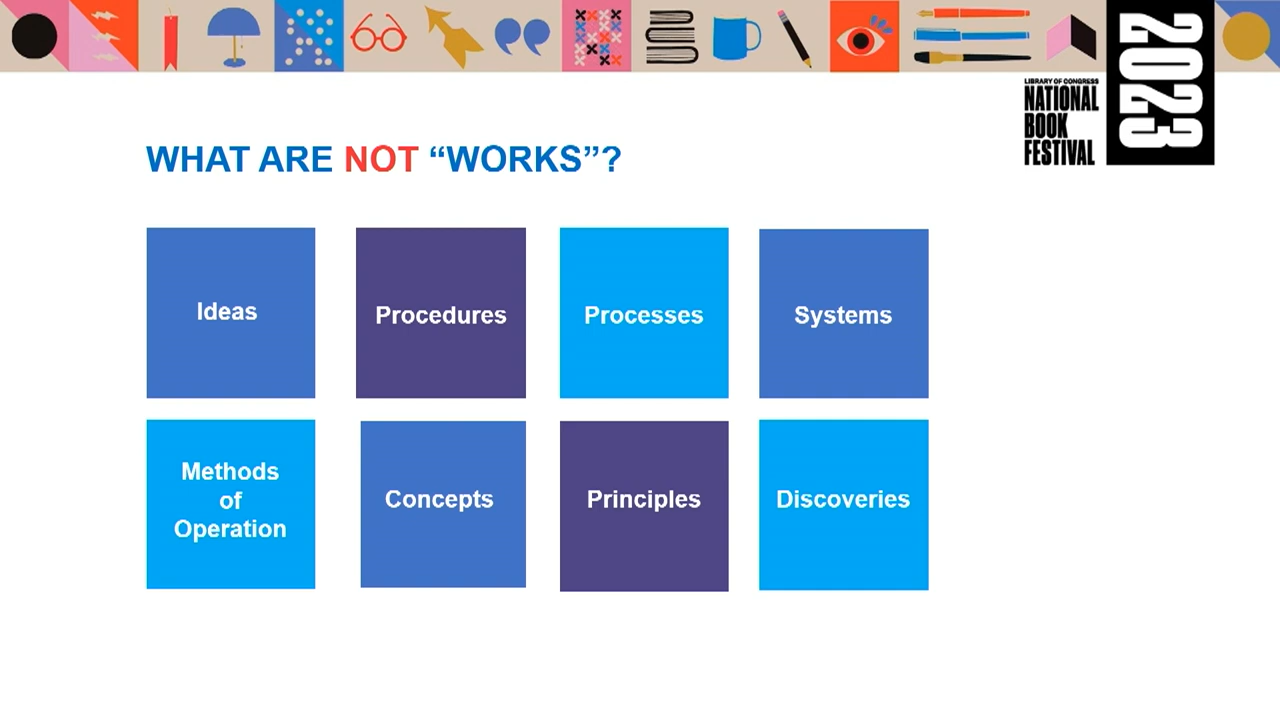 2023
LIBRARY OF CONGRESS
NATIONAL
BOOK
FESTIVAL
WHAT ARE NOT “WORKS”?
Ideas
Procedures
Processes
Systems
Methods
of
Operation
Concepts
Principles
Discoveries